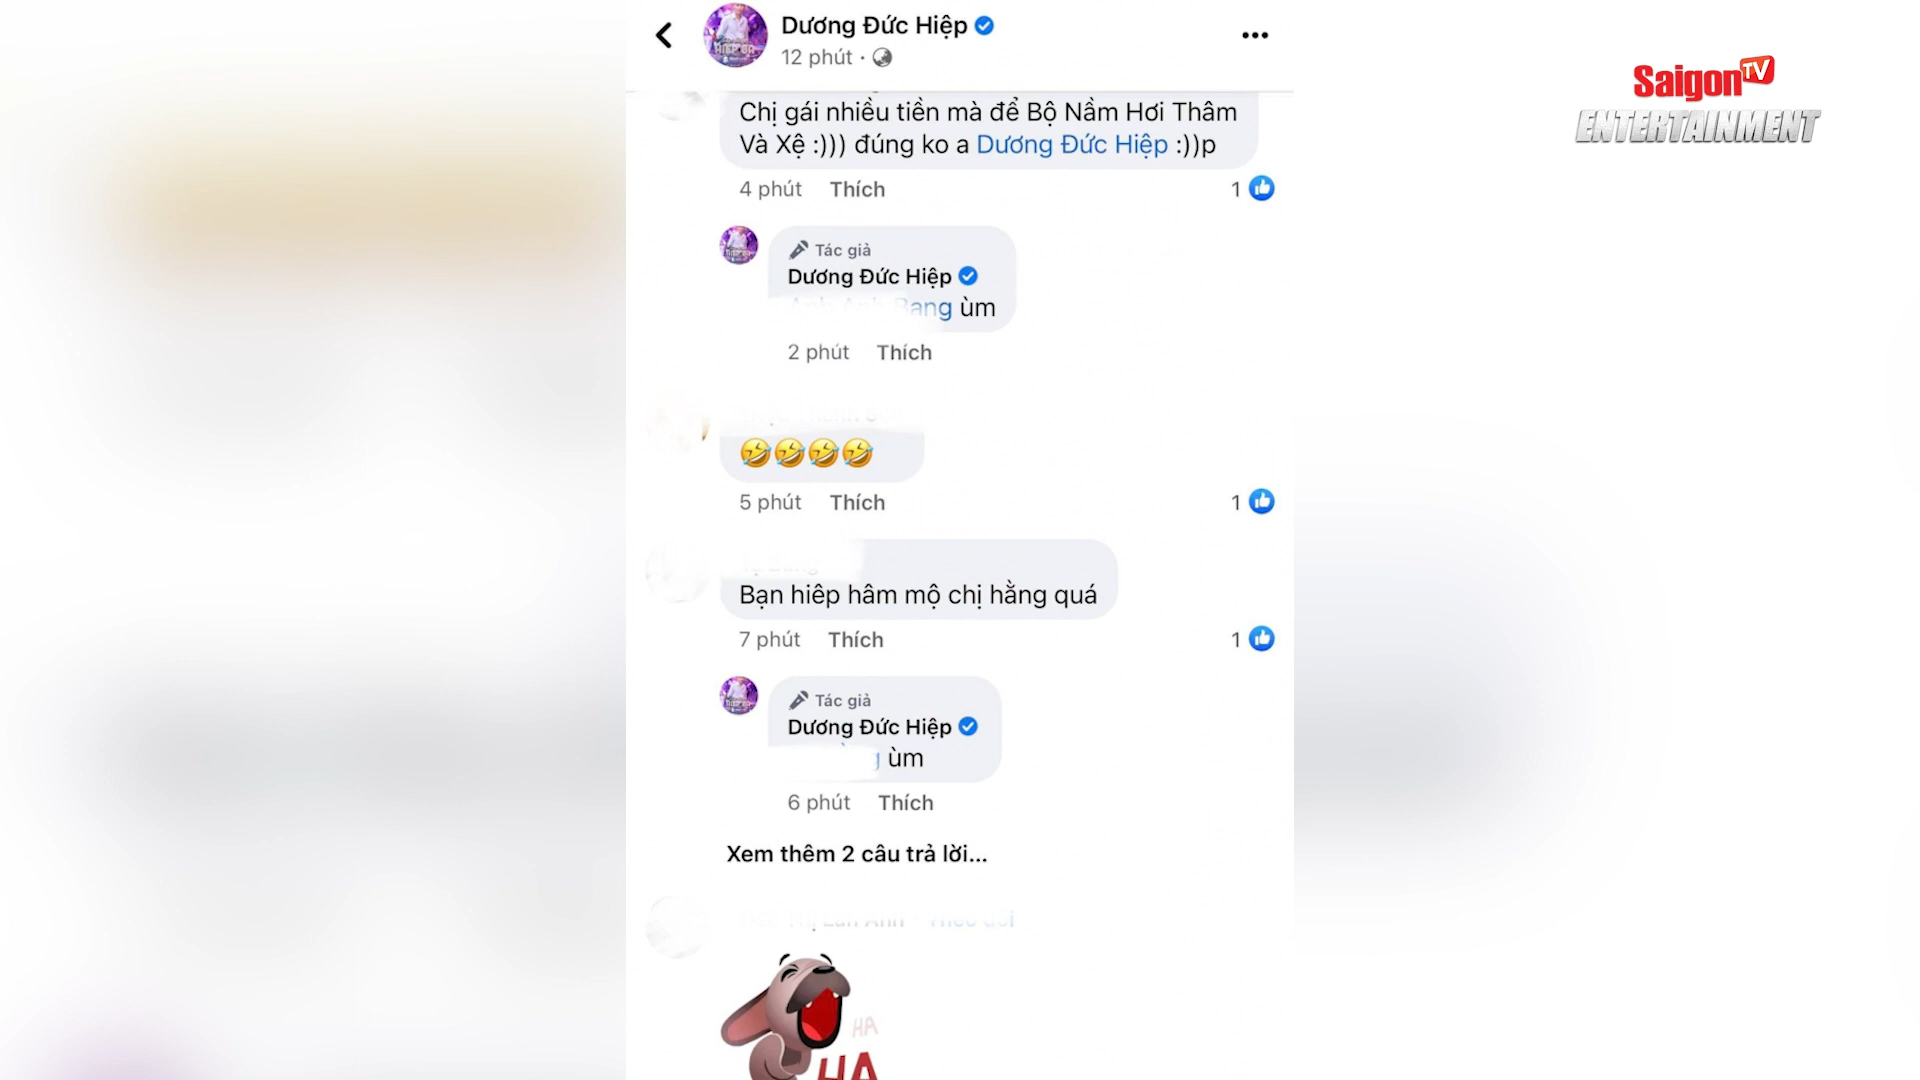 Dương Đức Hiệp
12 phút ·
Saigon TV
ENTERTAINMENT
Chị gái nhiều tiền mà để Bộ Nầm Hơi Thâm
Và Xệ :))) đúng ko a Dương Đức Hiệp :))p
4 phút Thích 1
Tác giả
Dương Đức Hiệp
Bang ùm
2 phút Thích
5 phút Thích 1
Bạn hiêp hâm mộ chị hằng quá
7 phút Thích 1
Tác giả
Dương Đức Hiệp
ùm
6 phút Thích
Xem thêm 2 câu trả lời...
HA
HA